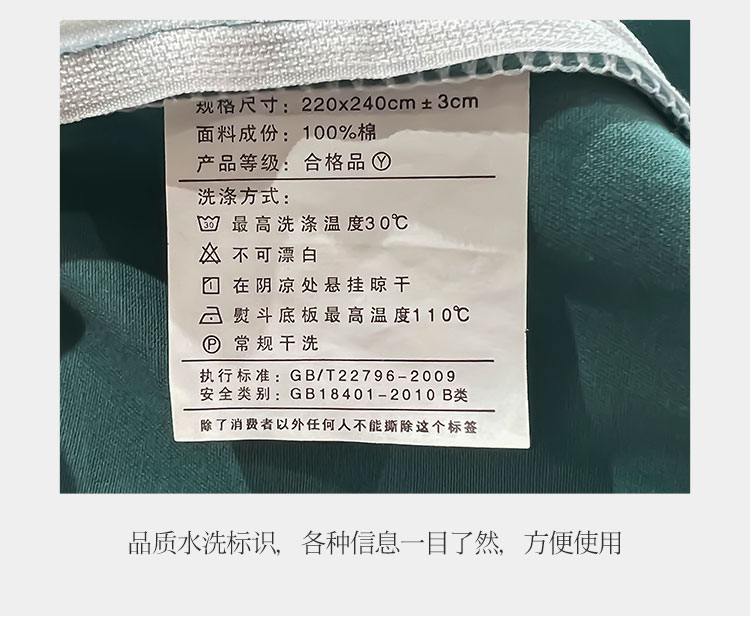 规格尺寸：220x240cm±3cm
面料成份：100%棉
产品等级：合格品Ⓨ
洗涤方式：
30 最高洗涤温度30℃
不可漂白
在阴凉处悬挂晾干
熨斗底板最高温度110℃
Ⓟ 常规干洗
执行标准：GB/T22796-2009
安全类别：GB18401-2010 B类
除了消费者以外任何人不能撕除这个标签
品质水洗标识，各种信息一目了然，方便使用